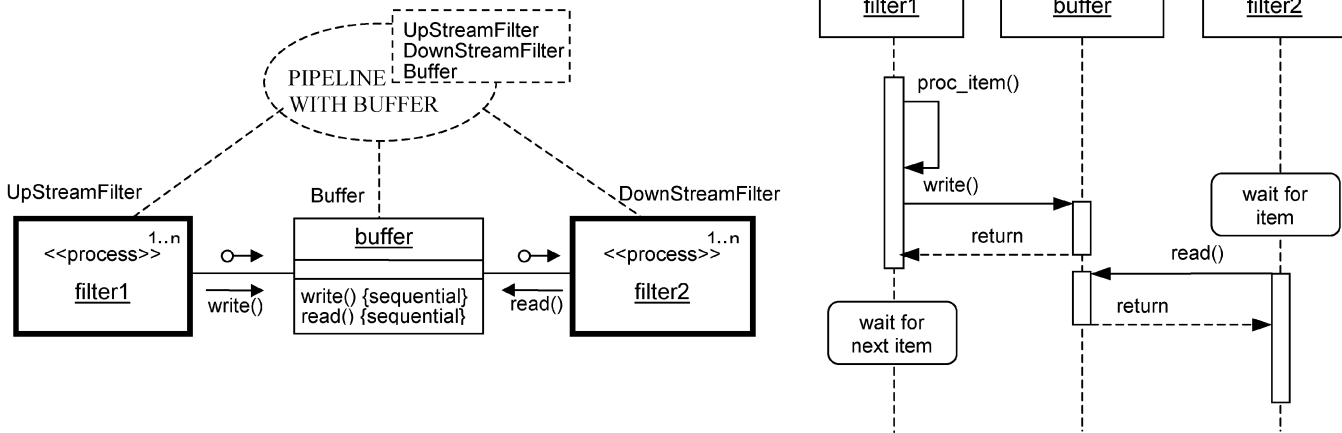 UpStreamFilter
DownStreamFilter
Buffer
PIPELINE
WITH BUFFER
UpStreamFilter
Buffer
DownStreamFilter
1..n
<<process>>
filter1
write()
buffer
write() {sequential}
read() {sequential}
read()
1..n
<<process>>
filter2
filter1
buffer
filter2
proc_item()
write()
wait for
item
return
read()
return
wait for
next item